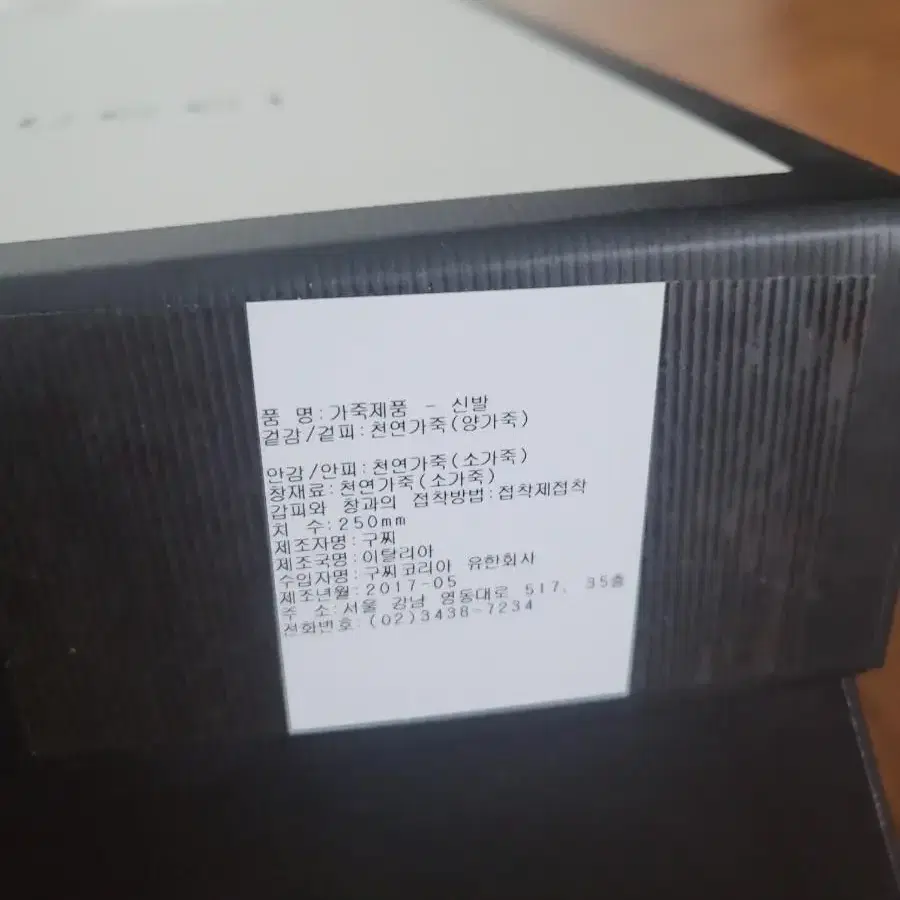 품 명:가죽제품 - 신발
겉감/겉피:천연가죽(양가죽)
안감/안피:천연가죽(소가죽)
창재료:천연가죽(소가죽)
갑피와 창과의 접착방법:접착제접착
치 수:250mm
제조자명:구찌
제조국명:이탈리아
수입자명:구찌코리아 유한회사
제조년월:2017-05
주 소:서울 강남 영동대로 517, 35층
전화번호:(02)3438-7234